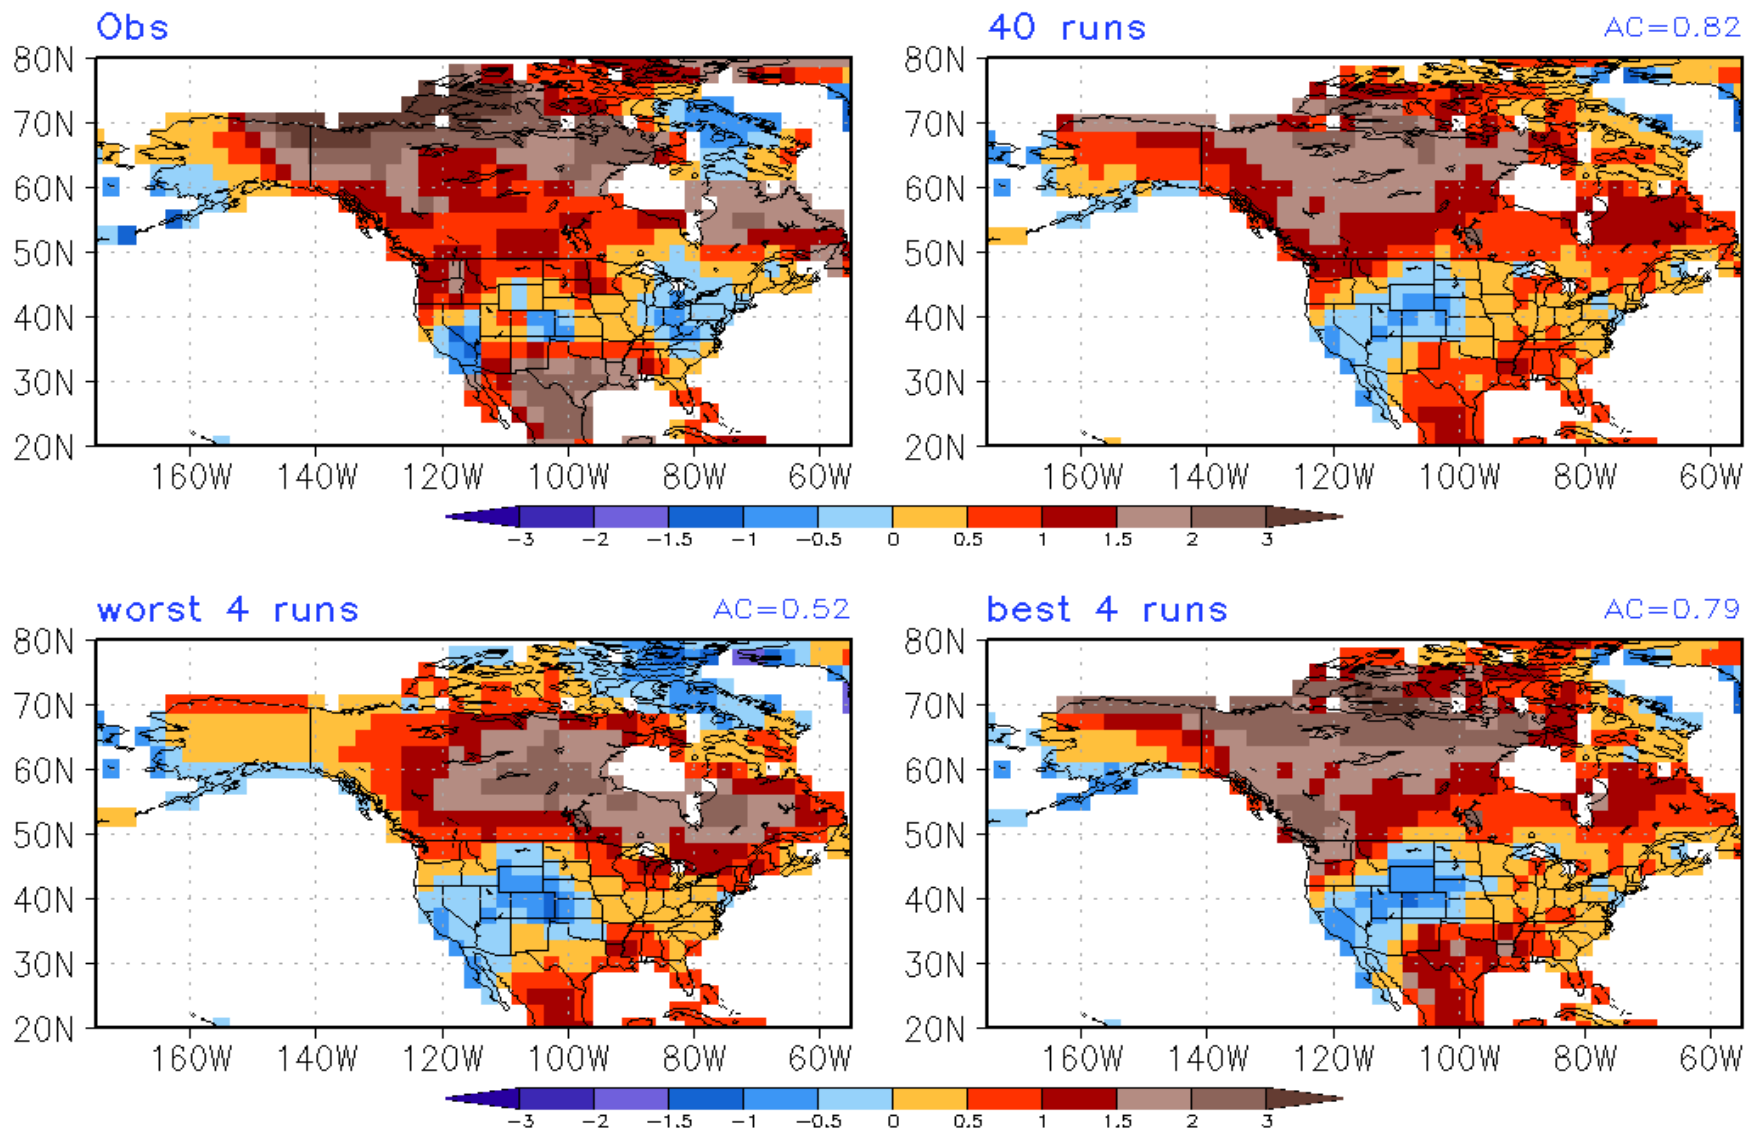 Obs
40 runs AC=0.82
80N 80N
70N 70N
60N 60N
50N 50N
40N 40N
30N 30N
20N 20N
160W 140W 120W 100W 80W 60W 160W 140W 120W 100W 80W 60W
-3 -2 -1.5 -1 -0.5 0 0.5 1 1.5 2 3
worst 4 runs AC=0.52
best 4 runs AC=0.79
80N 80N
70N 70N
60N 60N
50N 50N
40N 40N
30N 30N
20N 20N
160W 140W 120W 100W 80W 60W 160W 140W 120W 100W 80W 60W
-3 -2 -1.5 -1 -0.5 0 0.5 1 1.5 2 3